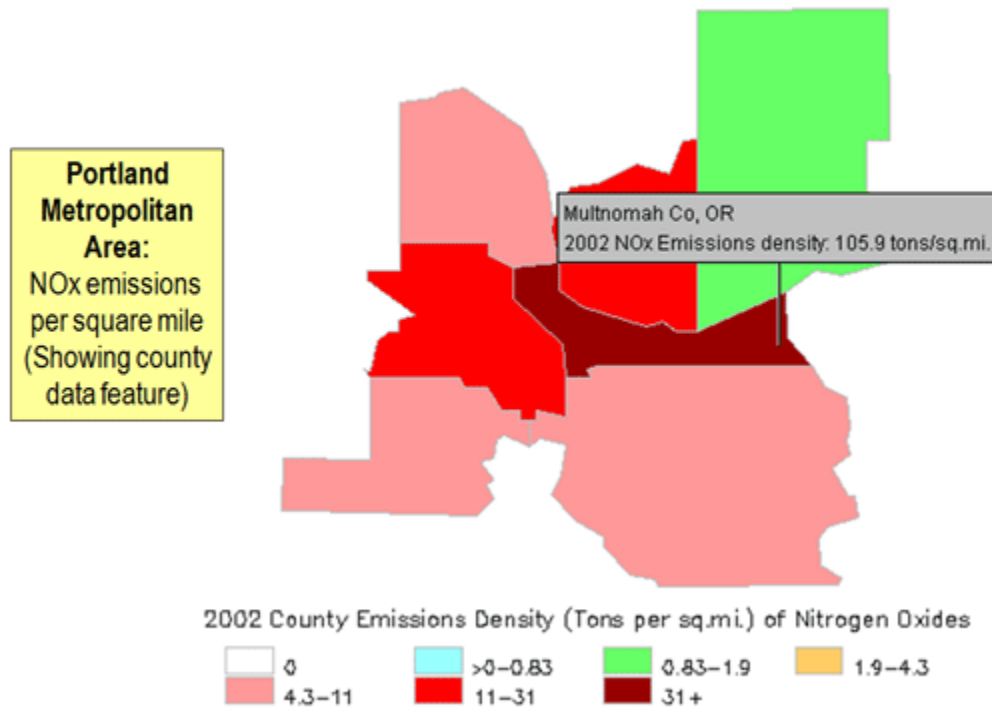 Portland
Metropolitan
Area:
NOx emissions
per square mile
(Showing county
data feature)
Multnomah Co, OR
2002 NOx Emissions density: 105.9 tons/sq.mi.
2002 County Emissions Density (Tons per sq.mi.) of Nitrogen Oxides
0 >0-0.83 0.83-1.9 1.9-4.3
4.3-11 11-31 31+